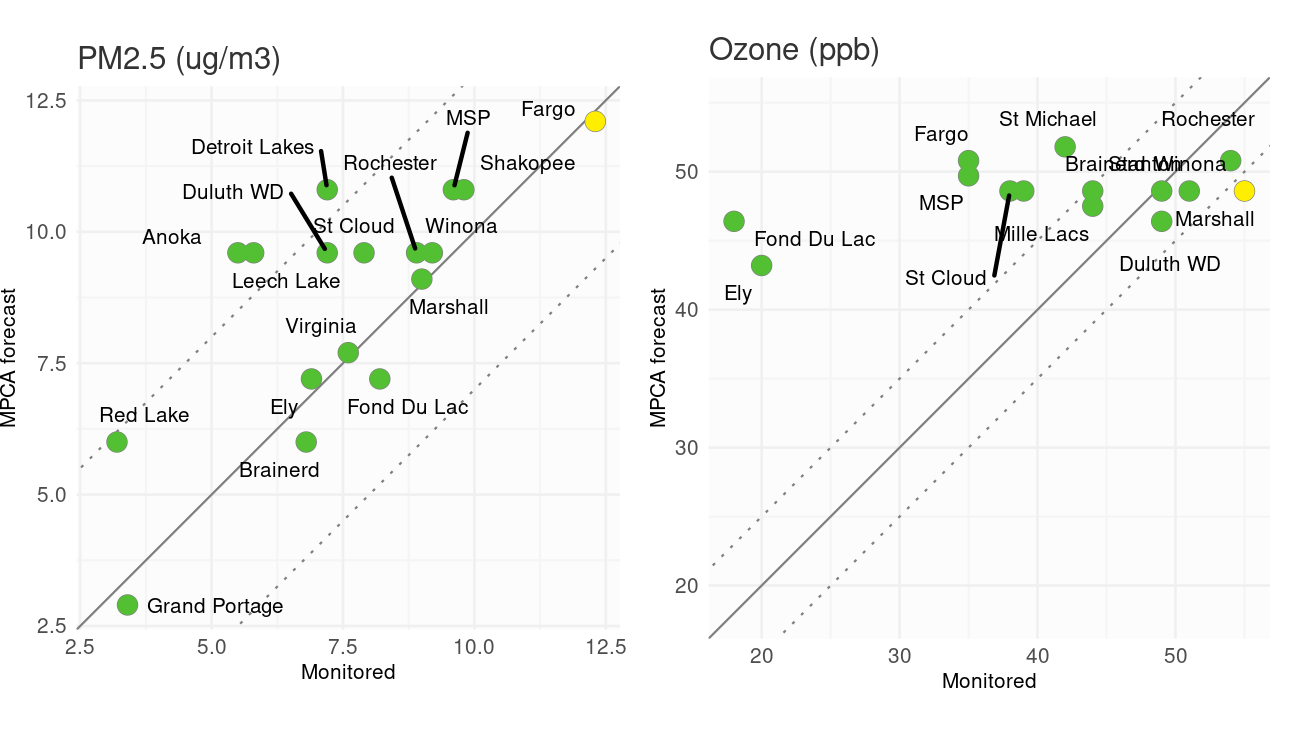 PM2.5 (ug/m3)
12.5
10.0
7.5
5.0
2.5
MPCA forecast
Fargo
MSP
Detroit Lakes
Rochester
Shakopee
Duluth WD
St Cloud
Winona
Anoka
Leech Lake
Marshall
Virginia
Ely
Fond Du Lac
Red Lake
Brainerd
Grand Portage
2.5 5.0 7.5 10.0 12.5
Monitored
Ozone (ppb)
50
40
30
20
MPCA forecast
St Michael
Rochester
Fargo
Brainerd
Stanton
Winona
MSP
Marshall
Mille Lacs
Fond Du Lac
Duluth WD
St Cloud
Ely
20 30 40 50
Monitored